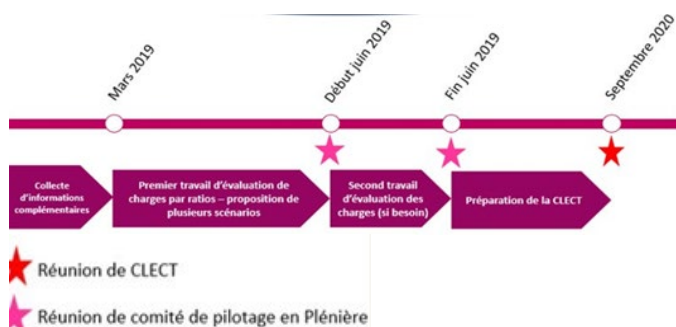 Mars 2019
Début juin 2019
Fin juin 2019
Septembre 2020
Collecte
d'informations
complémentaires
Premier travail d'évaluation de
charges par ratios – proposition de
plusieurs scénarios
Second travail
d'évaluation des
charges (si besoin)
Préparation de la CLECT
Réunion de CLECT
Réunion de comité de pilotage en Plénière